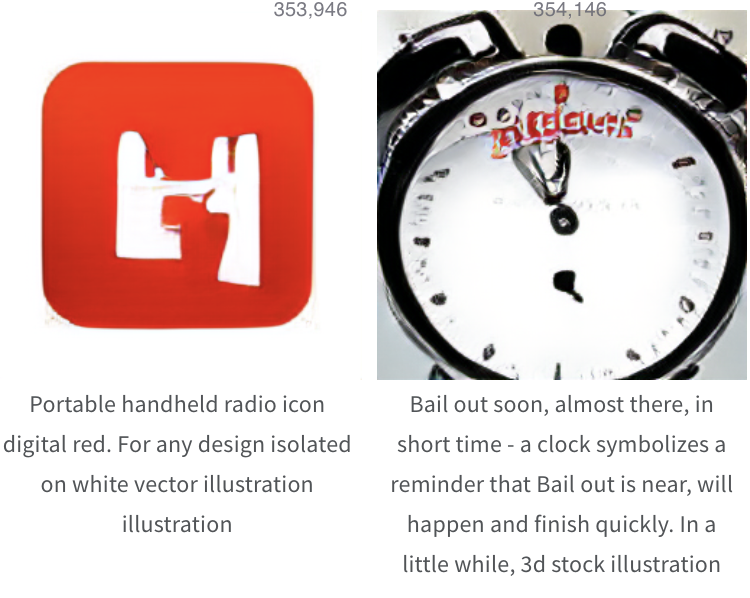 353,946
354,146
Portable handheld radio icon
digital red. For any design isolated
on white vector illustration
illustration
Bail out soon, almost there, in
short time - a clock symbolizes a
reminder that Bail out is near, will
happen and finish quickly. In a
little while, 3d stock illustration